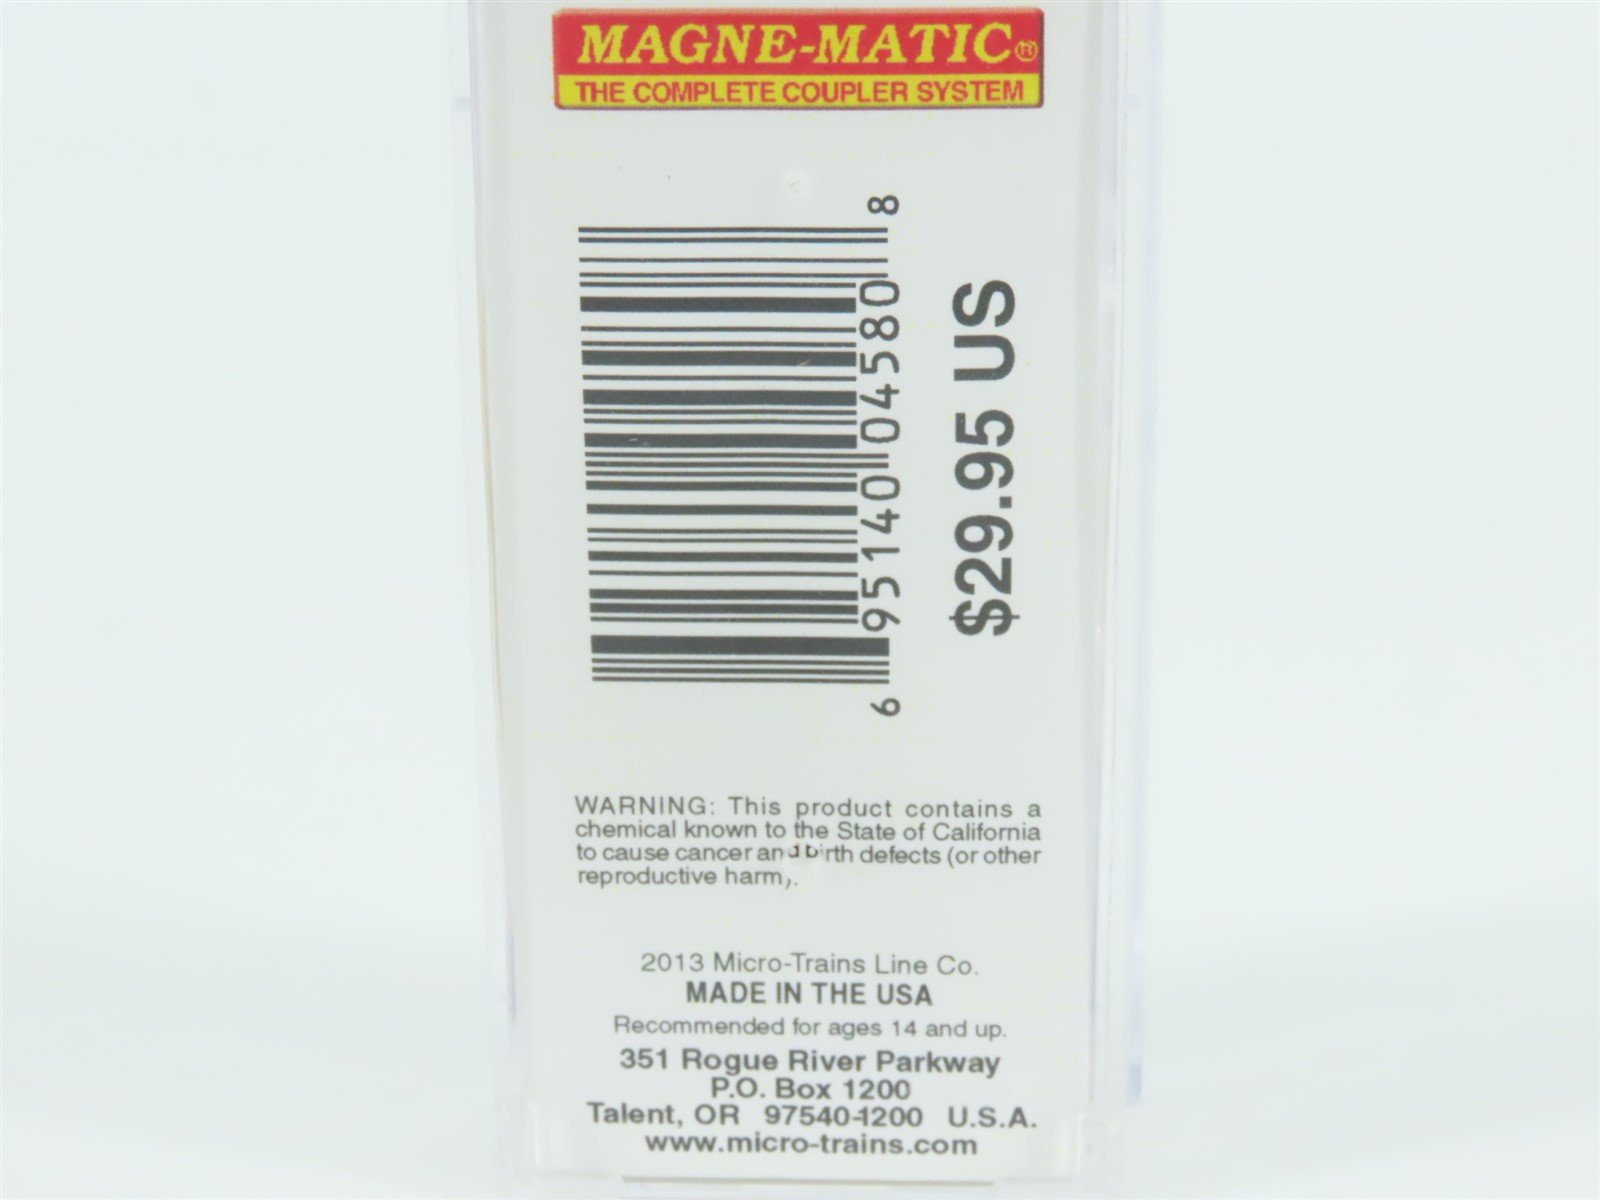 MAGNE-MATIC®
THE COMPLETE COUPLER SYSTEM
6 95140 04580 8
$29.95 US
WARNING: This product contains a
chemical known to the State of California
to cause cancer and birth defects (or other
reproductive harm).
2013 Micro-Trains Line Co.
MADE IN THE USA
Recommended for ages 14 and up.
351 Rogue River Parkway
P.O. Box 1200
Talent, OR 97540-1200 U.S.A.
www.micro-trains.com